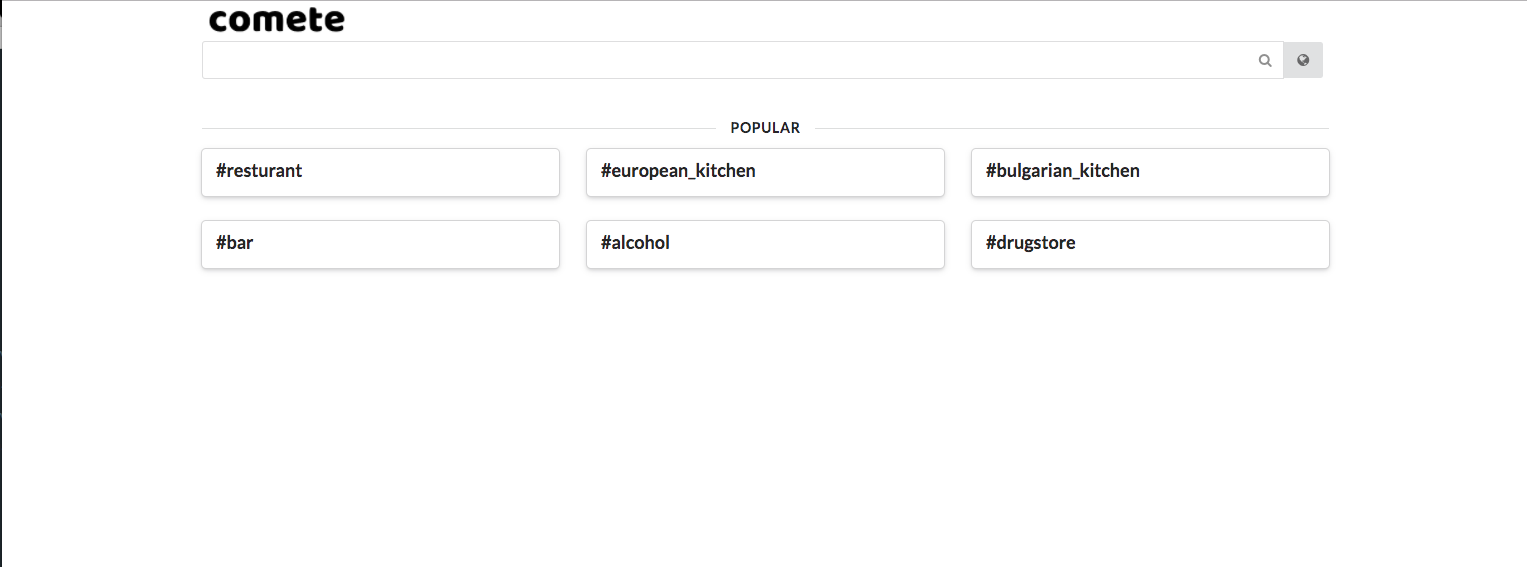 comete
POPULAR
#resturant #european_kitchen #bulgarian_kitchen
#bar #alcohol #drugstore